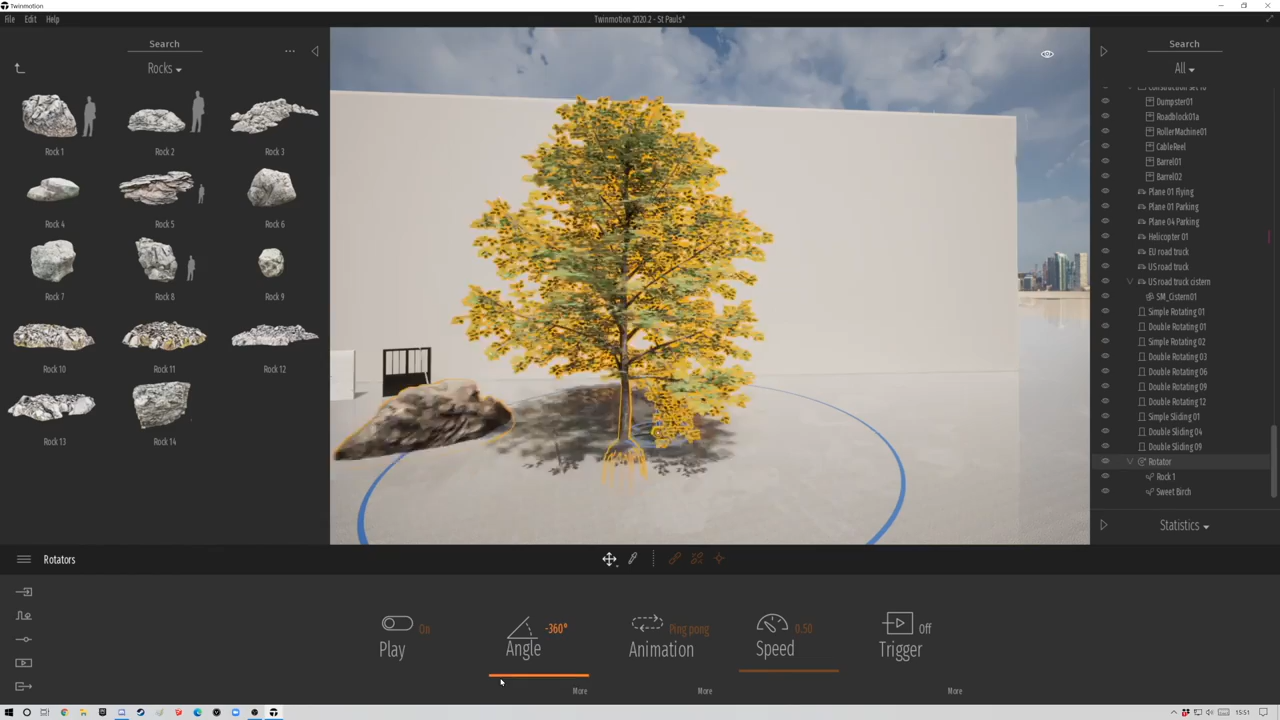 Twinmotion
File Edit Help
Twinmotion 2020.2 - St Pauls*
Search
...
Rocks
Rock 1
Rock 2
Rock 3
Rock 4
Rock 5
Rock 6
Rock 7
Rock 8
Rock 9
Rock 10
Rock 11
Rock 12
Rock 13
Rock 14
Search
All
Dumpster01
Roadblock01a
RollerMachine01
CableReel
Barrel01
Barrel02
Plane 01 Flying
Plane 01 Parking
Plane 04 Parking
Helicopter 01
EU road truck
US road truck
US road truck cistern
SM_Cistern01
Simple Rotating 01
Double Rotating 01
Simple Rotating 02
Double Rotating 03
Double Rotating 06
Double Rotating 09
Double Rotating 12
Simple Sliding 01
Double Sliding 04
Double Sliding 09
Rotator
Rock 1
Sweet Birch
Statistics
Rotators
On
Play
-360°
Angle
More
Ping pong
Animation
More
0.50
Speed
Off
Trigger
More
15:51